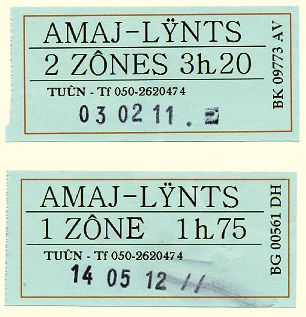 AMAJ-LŸNTS
2 ZÔNES 3h.20
TUÛN - Tf 050-2620474
03 02 11.
BK 09773 AV
AMAJ-LŸNTS
1 ZÔNE 1h.75
TUÛN - Tf 050-2620474
14 05 12
BG 00561 DH